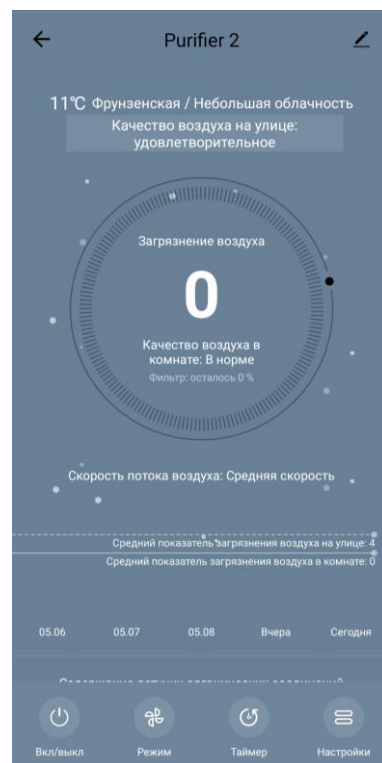 Purifier 2
11℃ Фрунзенская / Небольшая облачность
Качество воздуха на улице:
удовлетворительное
Загрязнение воздуха
0
Качество воздуха в
комнате: В норме
Фильтр: осталось 0 %
Скорость потока воздуха: Средняя скорость
Средний показатель загрязнения воздуха на улице: 4
Средний показатель загрязнения воздуха в комнате: 0
05.06 05.07 05.08 Вчера Сегодня
Вкл/выкл Режим Таймер Настройки